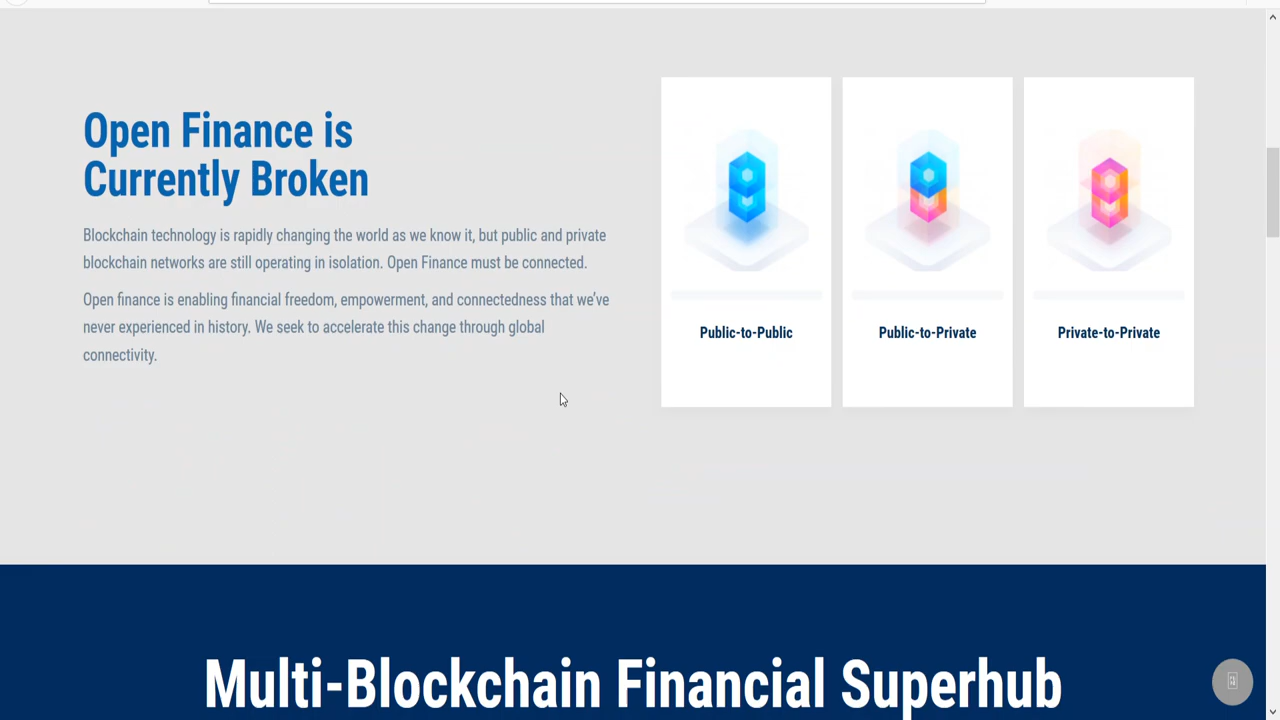 Open Finance is
Currently Broken
Blockchain technology is rapidly changing the world as we know it, but public and private
blockchain networks are still operating in isolation. Open Finance must be connected.
Open finance is enabling financial freedom, empowerment, and connectedness that we've
never experienced in history. We seek to accelerate this change through global
connectivity.
Public-to-Public
Public-to-Private
Private-to-Private
Multi-Blockchain Financial Superhub